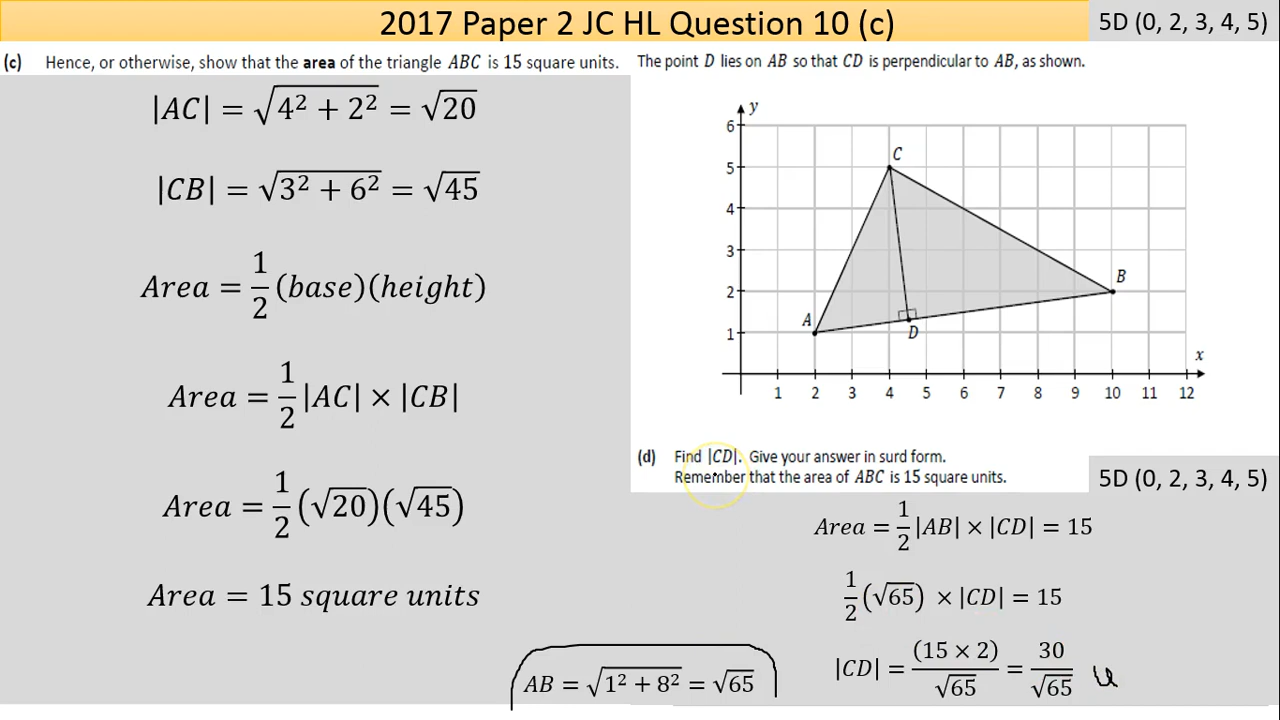 2017 Paper 2 JC HL Question 10 (c)
5D (0, 2, 3, 4, 5)
(c) Hence, or otherwise, show that the area of the triangle ABC is 15 square units.
|AC| = √(4² + 2²) = √20
|CB| = √(3² + 6²) = √45
Area = 1/2 (base)(height)
Area = 1/2 |AC| × |CB|
Area = 1/2 (√20)(√45)
Area = 15 square units
The point D lies on AB so that CD is perpendicular to AB, as shown.
y
6
5
4
3
2
1
C
B
A
D
x
1 2 3 4 5 6 7 8 9 10 11 12
(d) Find |CD|. Give your answer in surd form.
Remember that the area of ABC is 15 square units.
5D (0, 2, 3, 4, 5)
Area = 1/2 |AB| × |CD| = 15
1/2 (√65) × |CD| = 15
|CD| = (15 × 2)/√65 = 30/√65
AB = √(1² + 8²) = √65